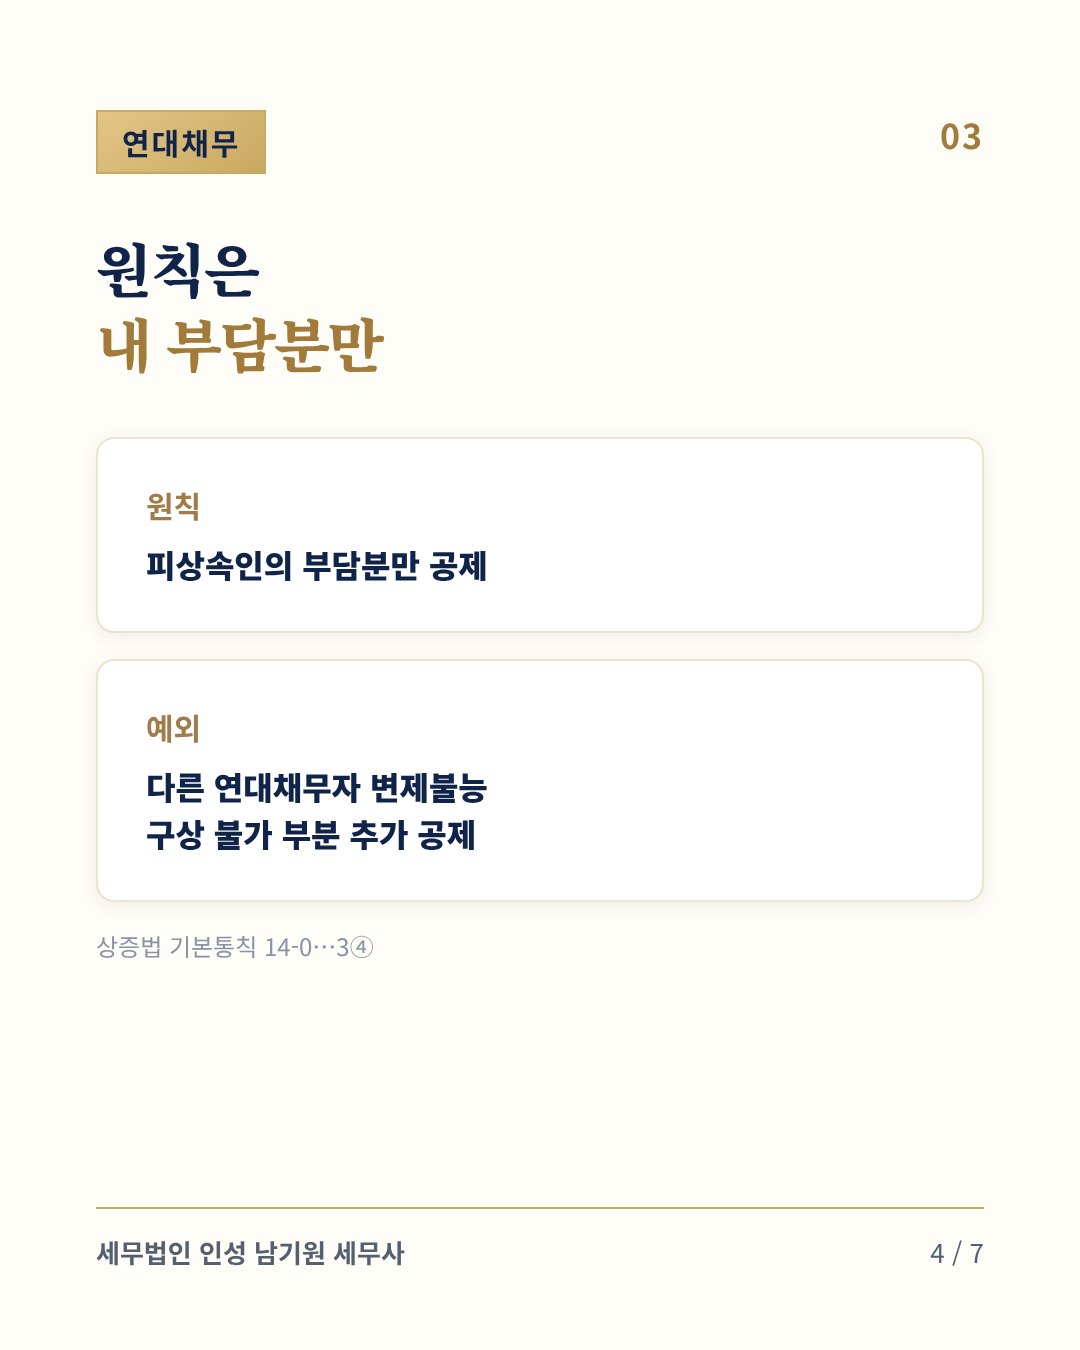 연대채무
03
원칙은
내 부담분만
원칙
피상속인의 부담분만 공제
예외
다른 연대채무자 변제불능
구상 불가 부분 추가 공제
상증법 기본통칙 14-0…3④
세무법인 인성 남기원 세무사
4 / 7